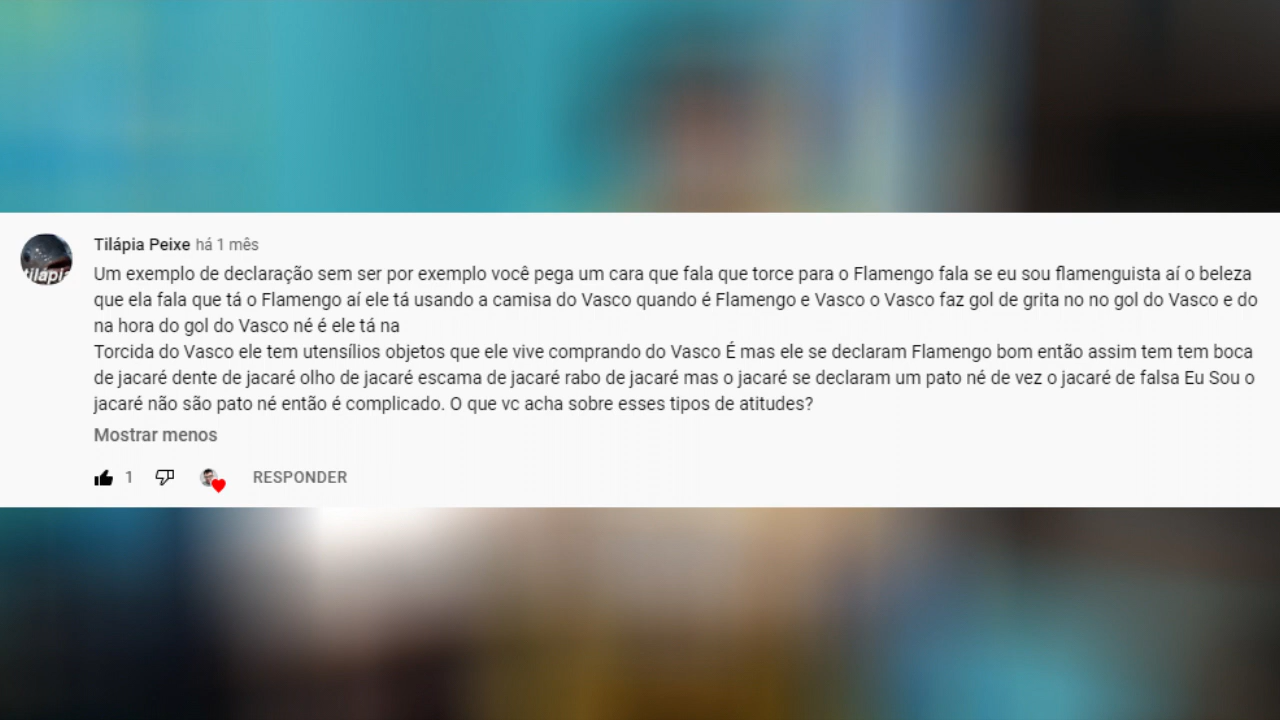 Tilápia Peixe há 1 mês
Um exemplo de declaração sem ser por exemplo você pega um cara que fala que torce para o Flamengo fala se eu sou flamenguista aí o beleza
que ela fala que tá o Flamengo aí ele tá usando a camisa do Vasco quando é Flamengo e Vasco o Vasco faz gol de grita no no gol do Vasco e do
na hora do gol do Vasco né é ele tá na
Torcida do Vasco ele tem utensílios objetos que ele vive comprando do Vasco É mas ele se declaram Flamengo bom então assim tem tem boca
de jacaré dente de jacaré olho de jacaré escama de jacaré rabo de jacaré mas o jacaré se declaram um pato né de vez o jacaré de falsa Eu Sou o
jacaré não são pato né então é complicado. O que vc acha sobre esses tipos de atitudes?
Mostrar menos
1 RESPONDER
tilápia